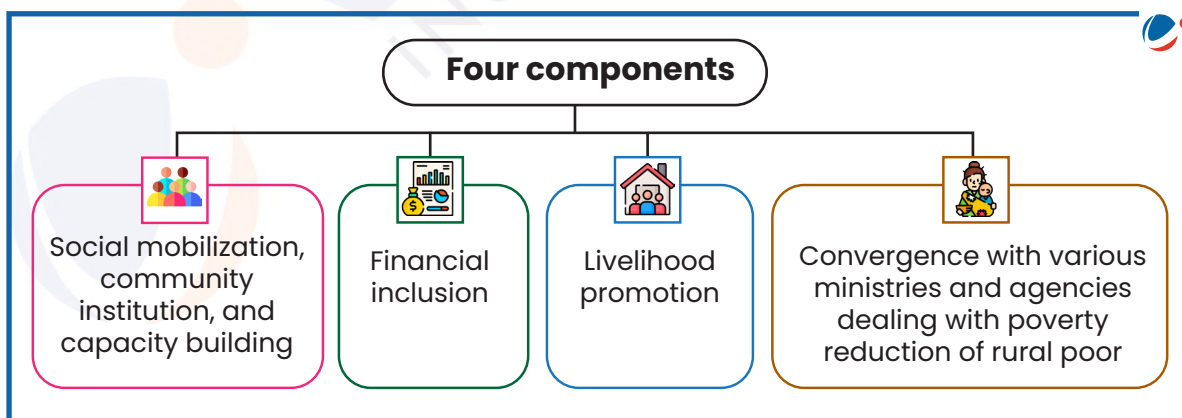 Four components
Social mobilization,
community
institution, and
capacity building
Financial
inclusion
Livelihood
promotion
Convergence with various
ministries and agencies
dealing with poverty
reduction of rural poor